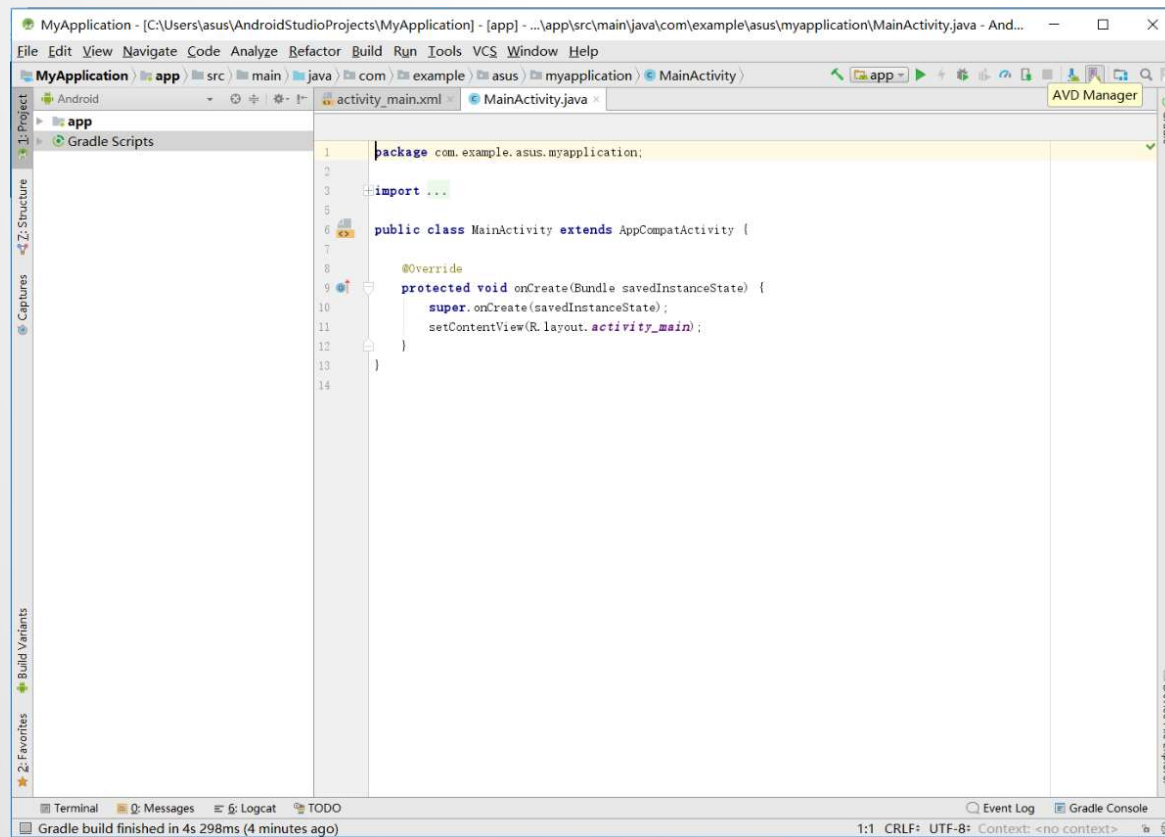 MyApplication - [C:\Users\asus\AndroidStudioProjects\MyApplication] - [app] - ...\app\src\main\java\com\example\asus\myapplication\MainActivity.java - And...
File Edit View Navigate Code Analyze Refactor Build Run Tools VCS Window Help
MyApplication app src main java com example asus myapplication MainActivity app
Android activity_main.xml MainActivity.java AVD Manager
1: Project
app
Gradle Scripts
Z: Structure
Captures
Build Variants
2: Favorites
1 package com.example.asus.myapplication;
2
3 import ...
5
6 public class MainActivity extends AppCompatActivity {
7
8 @Override
9 protected void onCreate(Bundle savedInstanceState) {
10 super.onCreate(savedInstanceState);
11 setContentView(R.layout.activity_main);
12 }
13 }
14
Terminal 0: Messages 6: Logcat TODO Event Log Gradle Console
Gradle build finished in 4s 298ms (4 minutes ago) 1:1 CRLF UTF-8 Context: <no context>